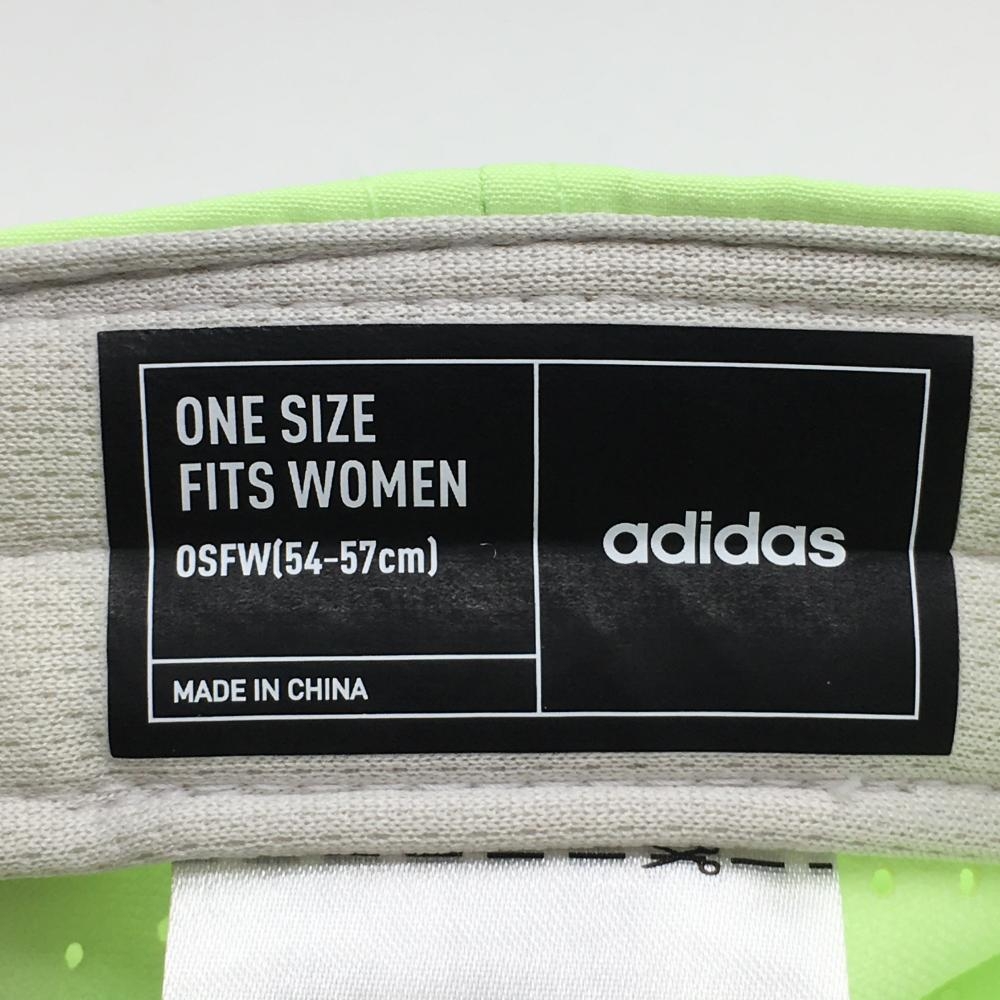 ONE SIZE
FITS WOMEN
OSFW(54-57cm)
MADE IN CHINA
adidas